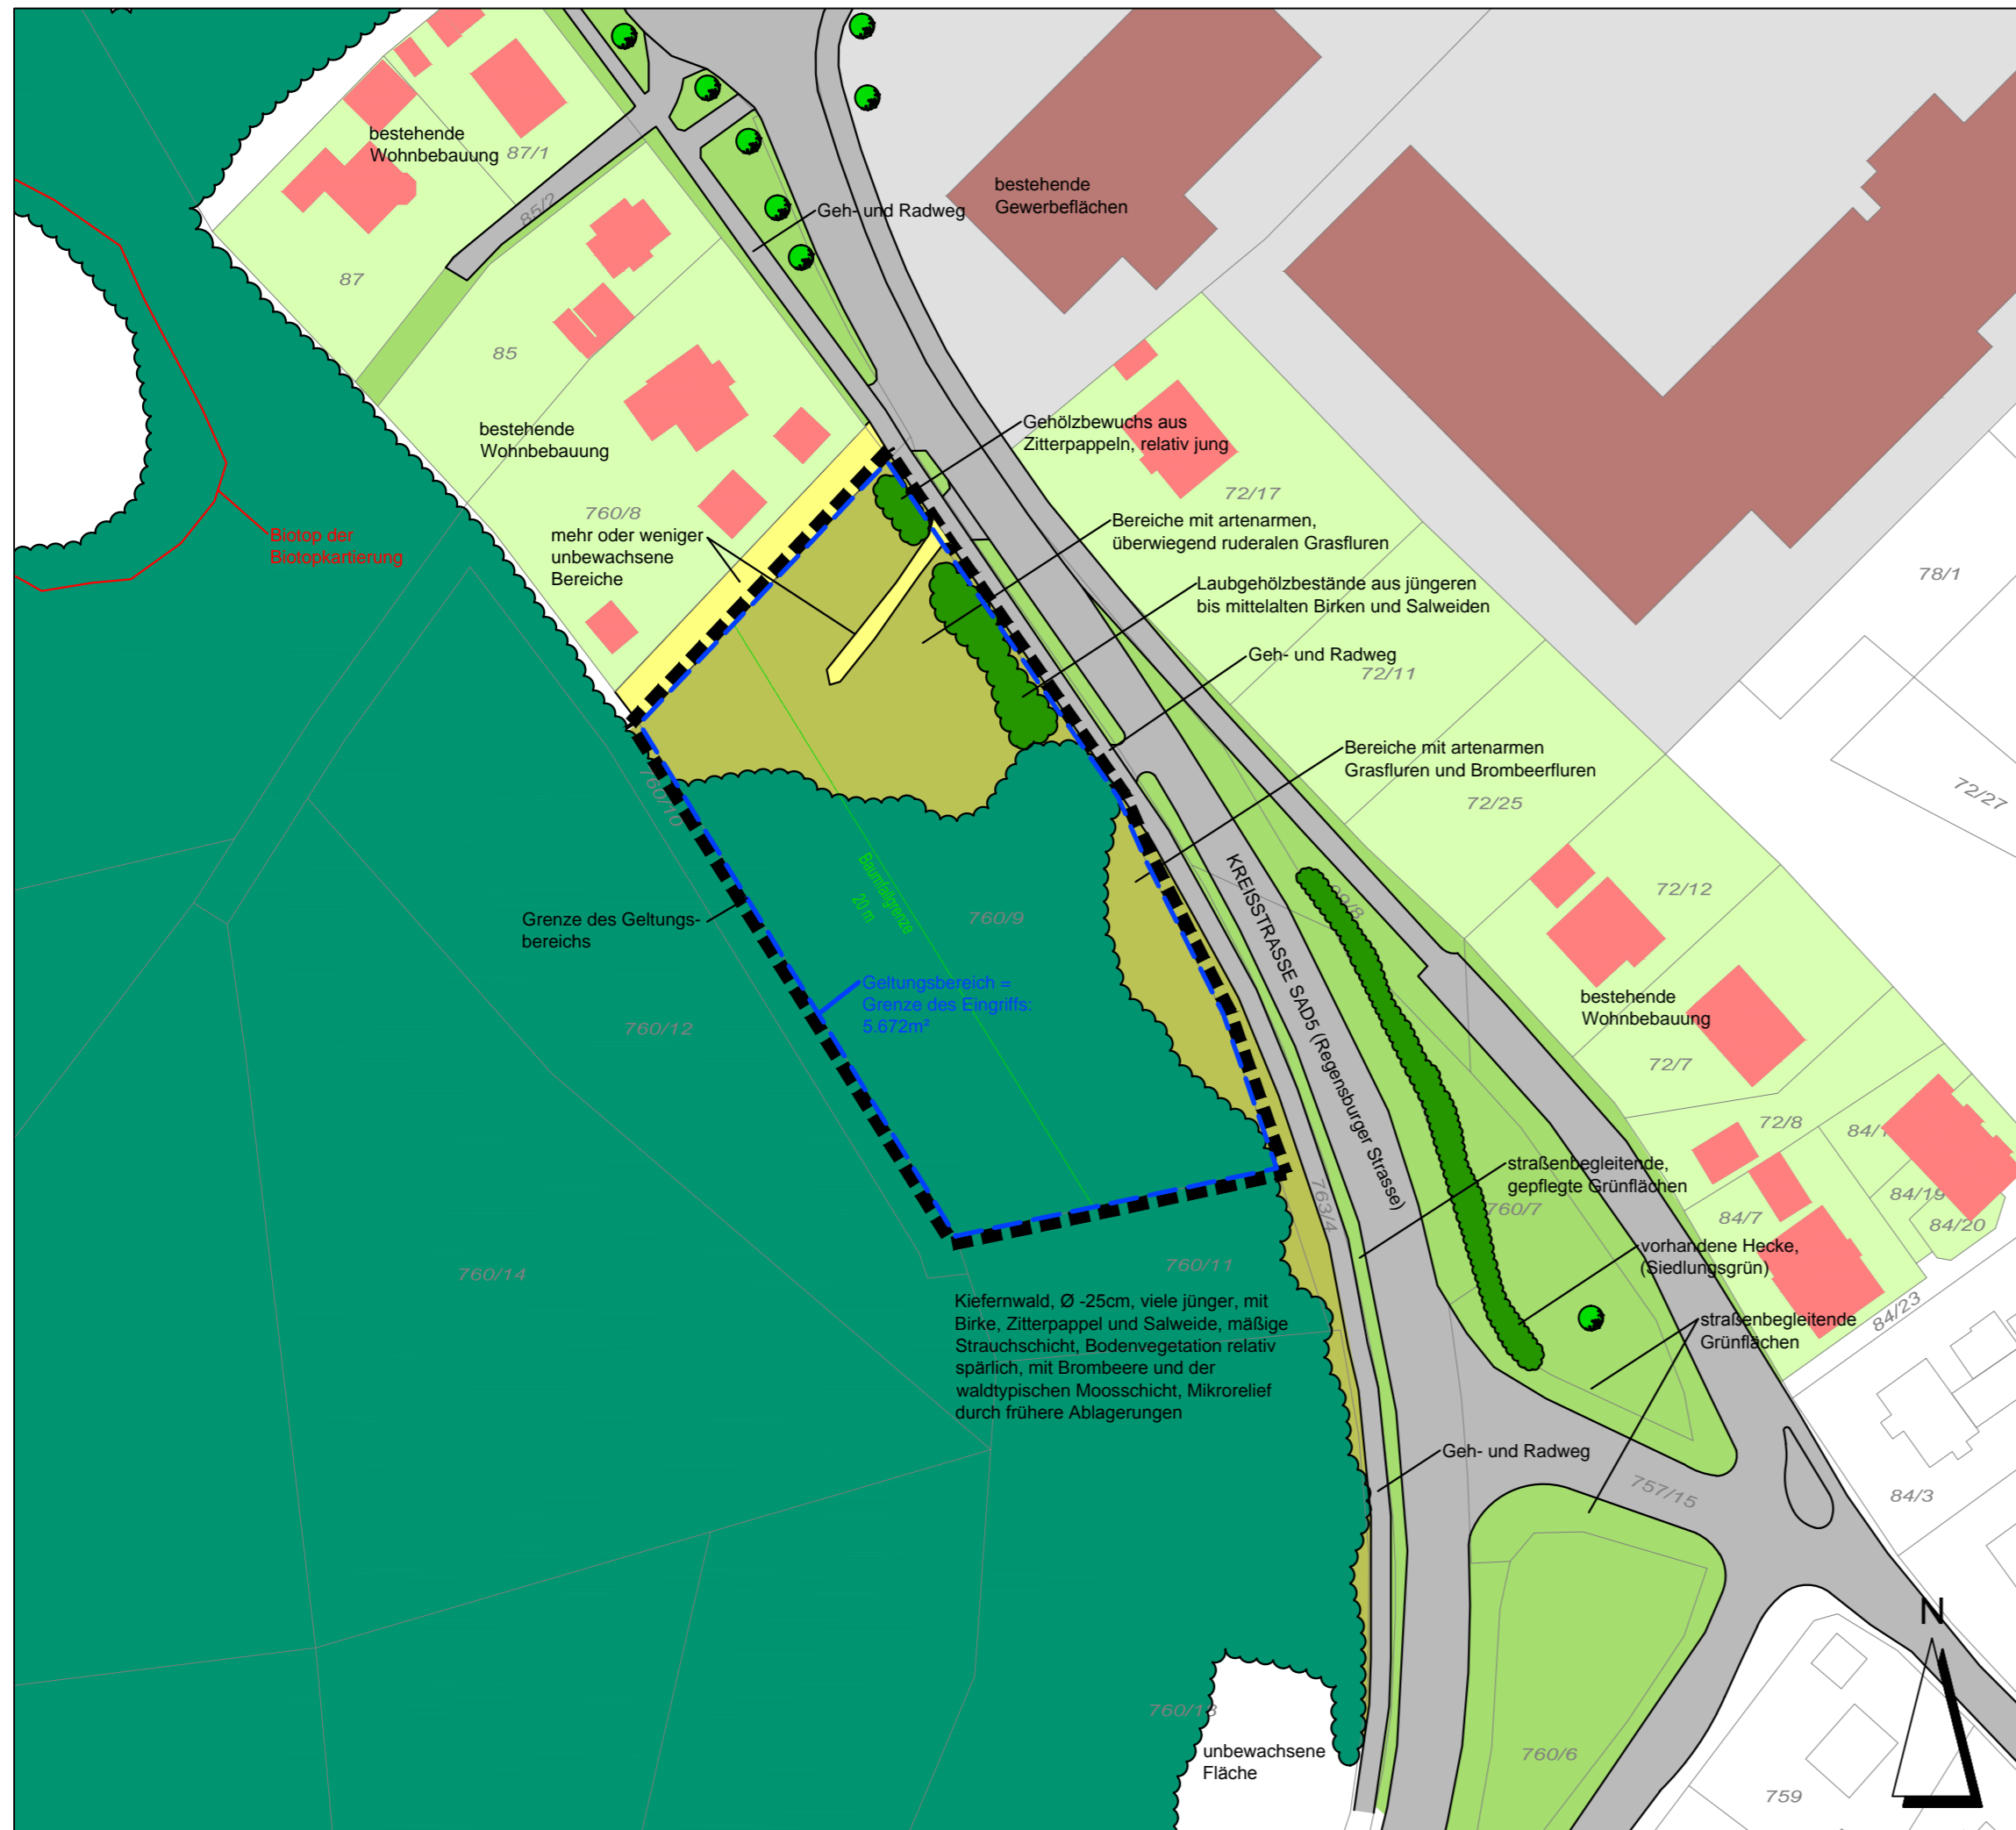 bestehende
Wohnbebauung
87/1
85/2
87
85
Geh- und Radweg
bestehende
Gewerbeflächen
bestehende
Wohnbebauung
Gehölzbewuchs aus
Zitterpappeln, relativ jung
72/17
760/8
mehr oder weniger
unbewachsene
Bereiche
Biotop der
Biotopkartierung
Bereiche mit artenarmen,
überwiegend ruderalen Grasfluren
Laubgehölzbestände aus jüngeren
bis mittelalten Birken und Salweiden
78/1
Geh- und Radweg
72/11
Bereiche mit artenarmen
Grasfluren und Brombeerfluren
72/25
72/27
760/10
Baumfallgrenze
20 m
KREISSTRASSE SAD5 (Regensburger Strasse)
72/12
Grenze des Geltungs-
bereichs
760/9
Geltungsbereich =
Grenze des Eingriffs:
5.672m²
760/12
bestehende
Wohnbebauung
72/7
72/8
straßenbegleitende,
gepflegte Grünflächen
763/4
760/7
84/19
84/7
84/20
vorhandene Hecke,
(Siedlungsgrün)
760/14
760/11
84/23
Kiefernwald, Ø -25cm, viele jünger, mit
Birke, Zitterpappel und Salweide, mäßige
Strauchschicht, Bodenvegetation relativ
spärlich, mit Brombeere und der
waldtypischen Moosschicht, Mikrorelief
durch frühere Ablagerungen
straßenbegleitende
Grünflächen
Geh- und Radweg
757/15
84/3
N
760/13
unbewachsene
Fläche
760/6
759